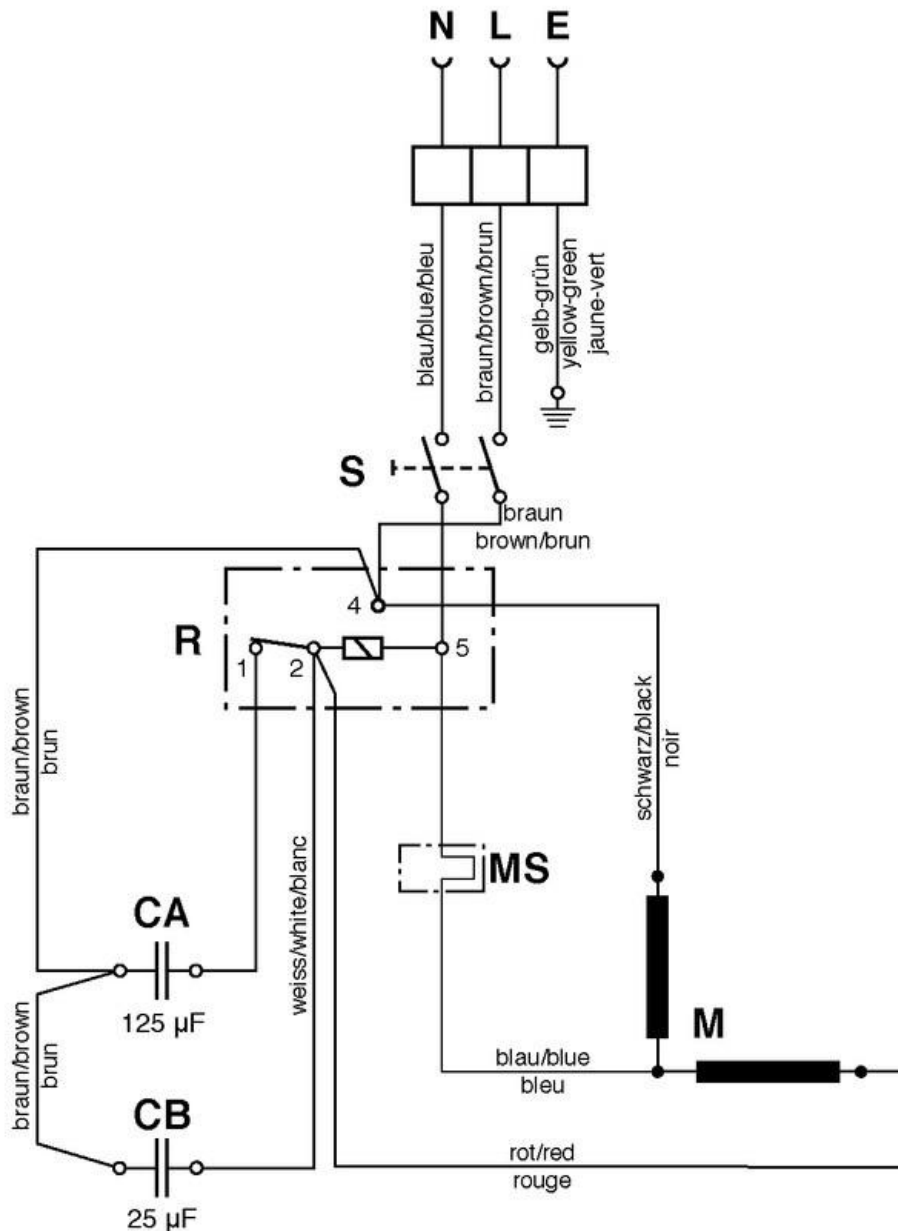 N L E
blau/blue/bleu
braun/brown/brun
gelb-grün
yellow-green
jaune-vert
S
braun
brown/brun
4
R
1
2
5
braun/brown
brun
weiss/white/blanc
schwarz/black
noir
MS
CA
125 µF
M
blau/blue
bleu
braun/brown
brun
CB
25 µF
rot/red
rouge